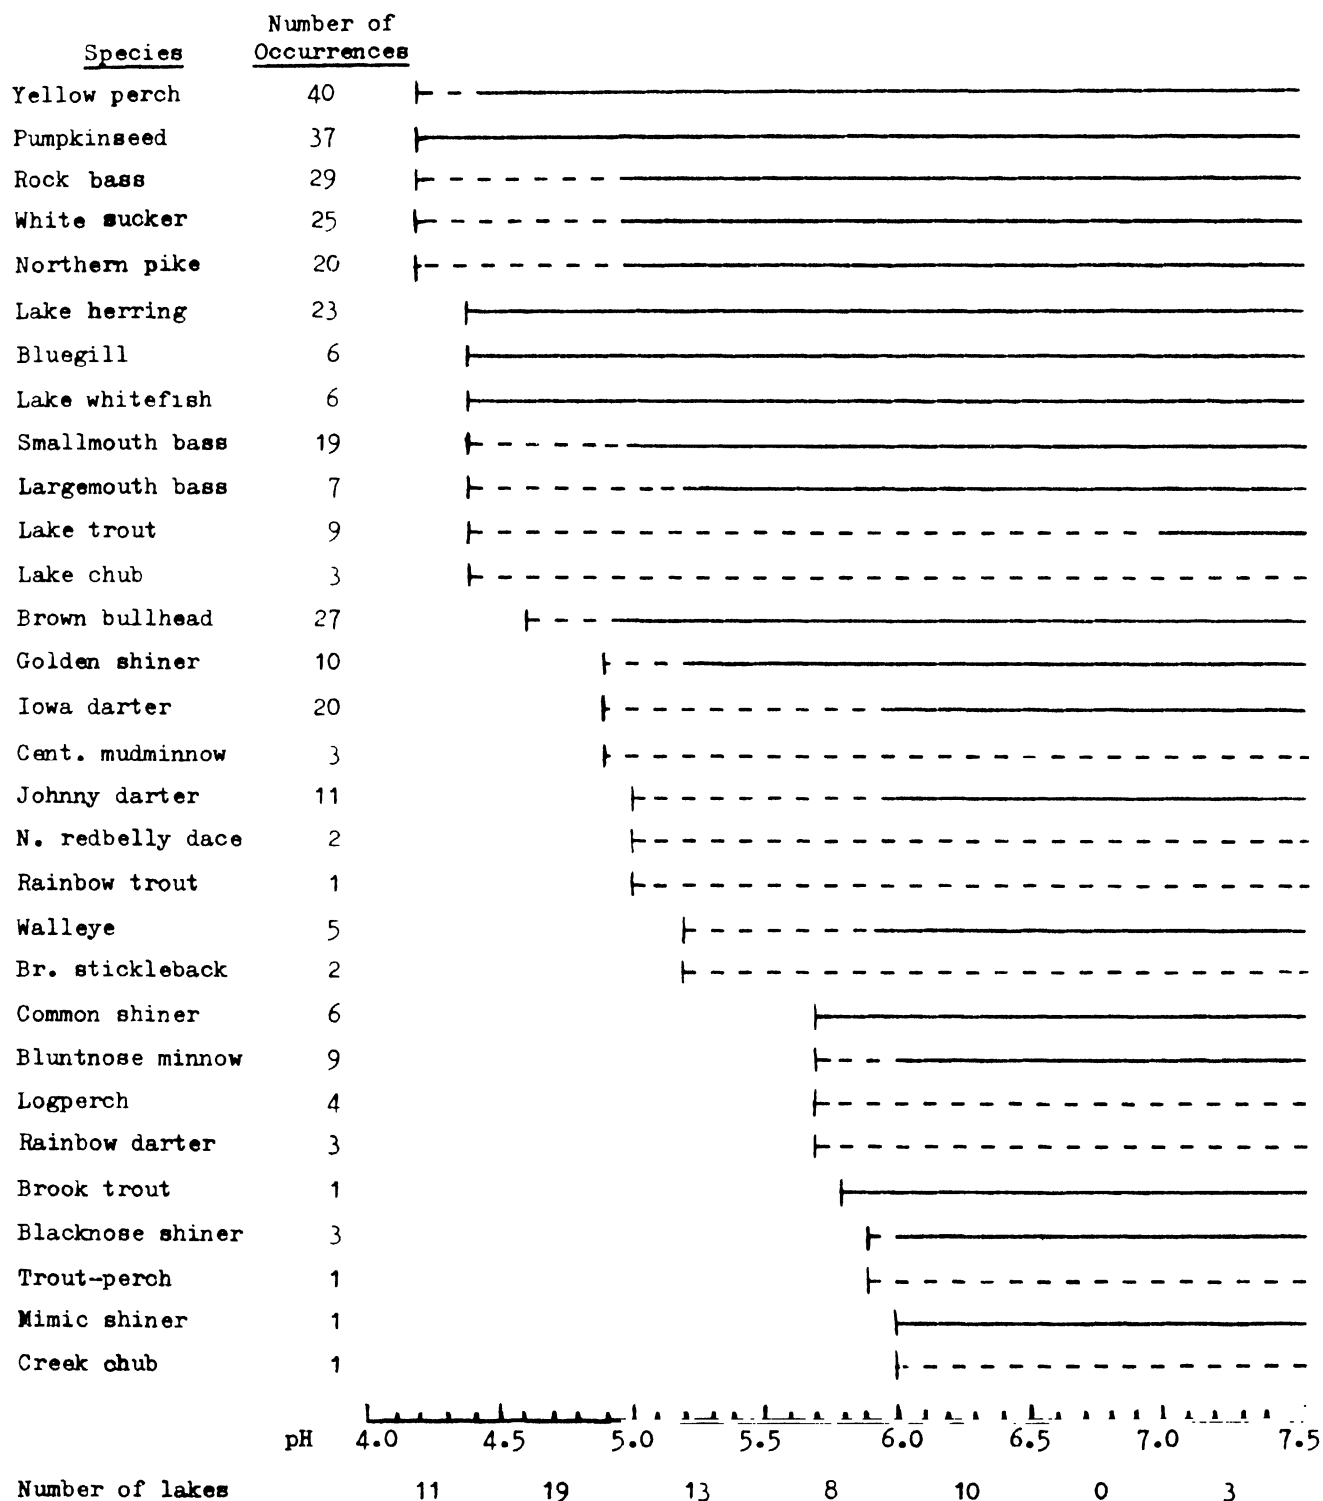 Number of
Species Occurrences
Yellow perch 40
Pumpkinseed 37
Rock bass 29
White sucker 25
Northern pike 20
Lake herring 23
Bluegill 6
Lake whitefish 6
Smallmouth bass 19
Largemouth bass 7
Lake trout 9
Lake chub 3
Brown bullhead 27
Golden shiner 10
Iowa darter 20
Cent. mudminnow 3
Johnny darter 11
N. redbelly dace 2
Rainbow trout 1
Walleye 5
Br. stickleback 2
Common shiner 6
Bluntnose minnow 9
Logperch 4
Rainbow darter 3
Brook trout 1
Blacknose shiner 3
Trout-perch 1
Mimic shiner 1
Creek chub 1
pH 4.0 4.5 5.0 5.5 6.0 6.5 7.0 7.5
Number of lakes 11 19 13 8 10 0 3